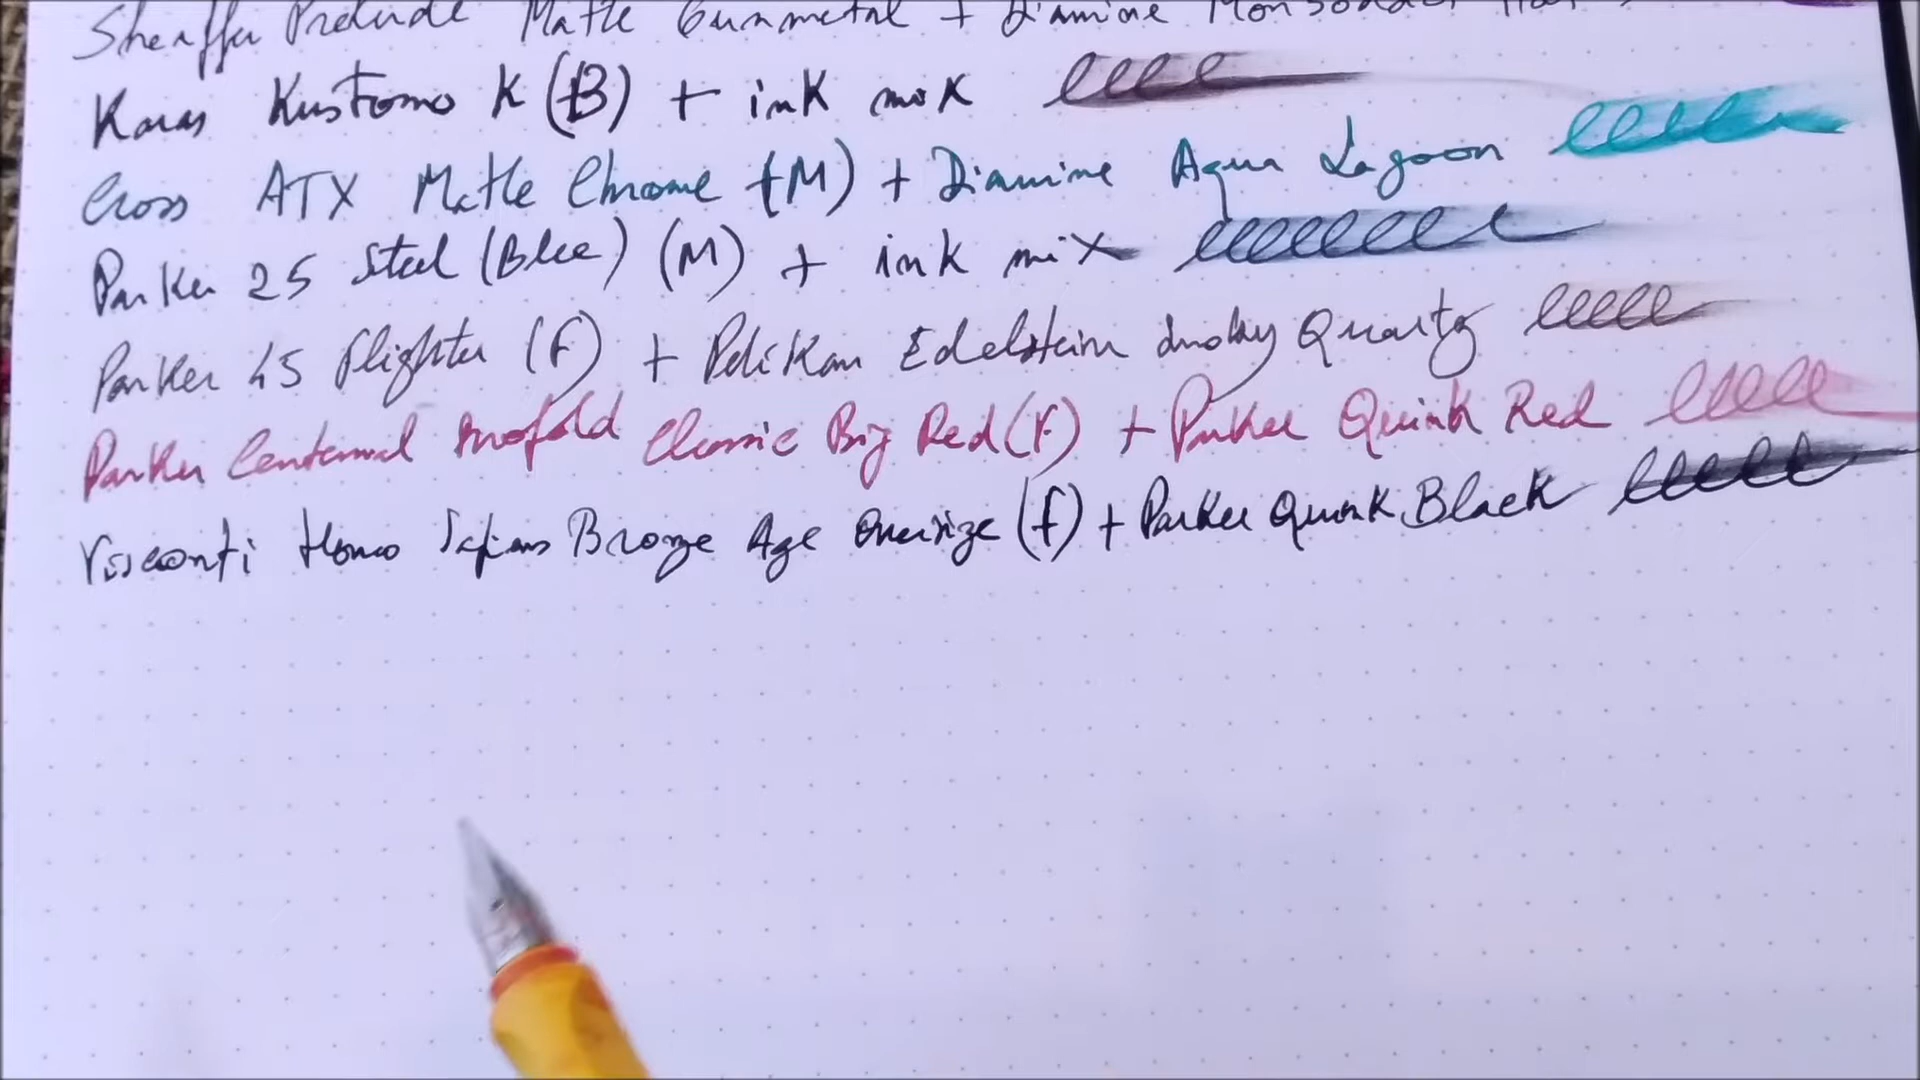 Sheaffer Prelude Matte Gunmetal + Diamine Monsoon
Karas Kustoms K (B) + ink mix
Cross ATX Matte Chrome (M) + Diamine Aqua Lagoon
Parker 25 Steel (Blue) (M) + ink mix
Parker 45 Flighter (F) + Pelikan Edelstein Smoky Quartz
Parker Centennial Duofold Classic Big Red (F) + Parker Quink Red
Visconti Homo Sapiens Bronze Age Oversize (F) + Parker Quink Black